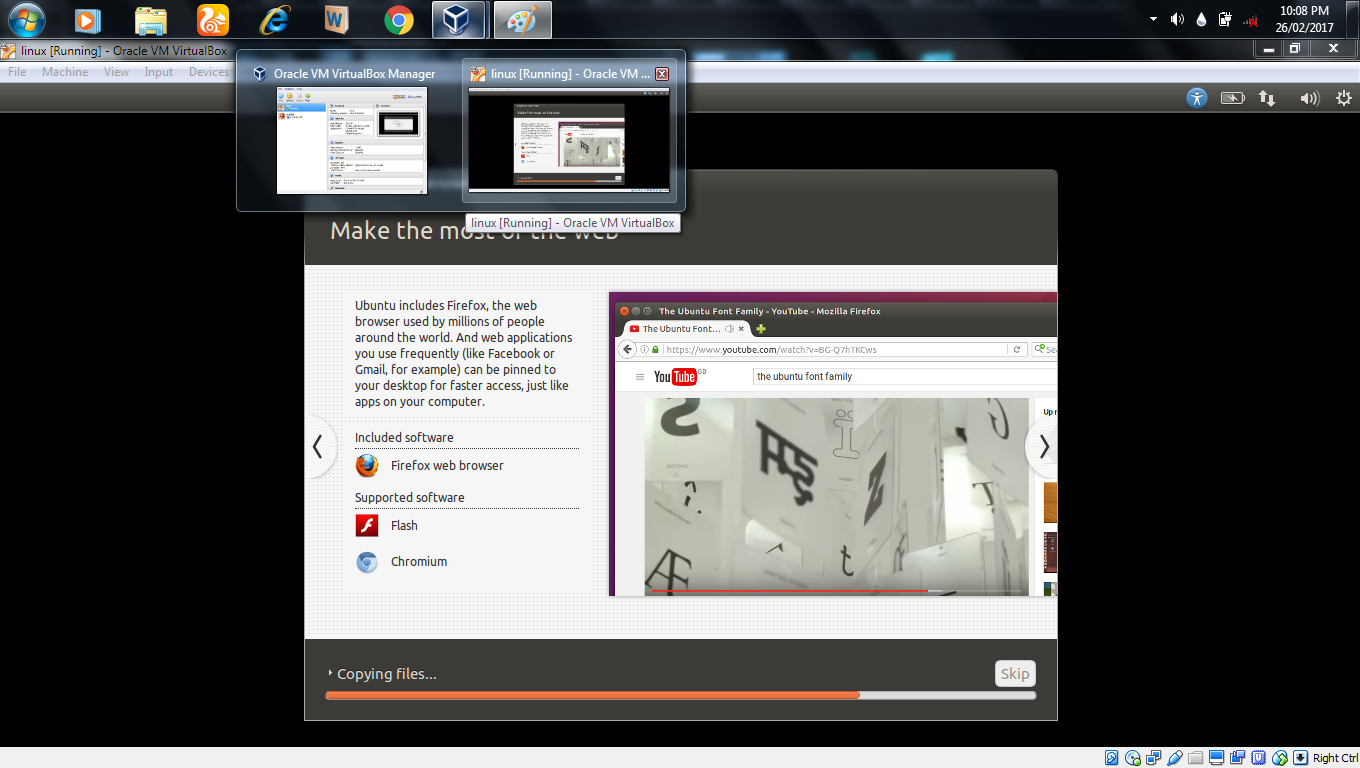 10:08 PM
26/02/2017
linux [Running] - Oracle VM VirtualBox
File Machine View Input Devices
Oracle VM VirtualBox Manager
linux [Running] - Oracle VM ...
linux [Running] - Oracle VM VirtualBox
Make the most of the web
Ubuntu includes Firefox, the web
browser used by millions of people
around the world. And web applications
you use frequently (like Facebook or
Gmail, for example) can be pinned to
your desktop for faster access, just like
apps on your computer.
Included software
Firefox web browser
Supported software
Flash
Chromium
The Ubuntu Font Family - YouTube - Mozilla Firefox
The Ubuntu Font...
https://www.youtube.com/watch?v=BG-Q7hTKCws
YouTube GB
the ubuntu font family
Copying files...
Skip
Right Ctrl